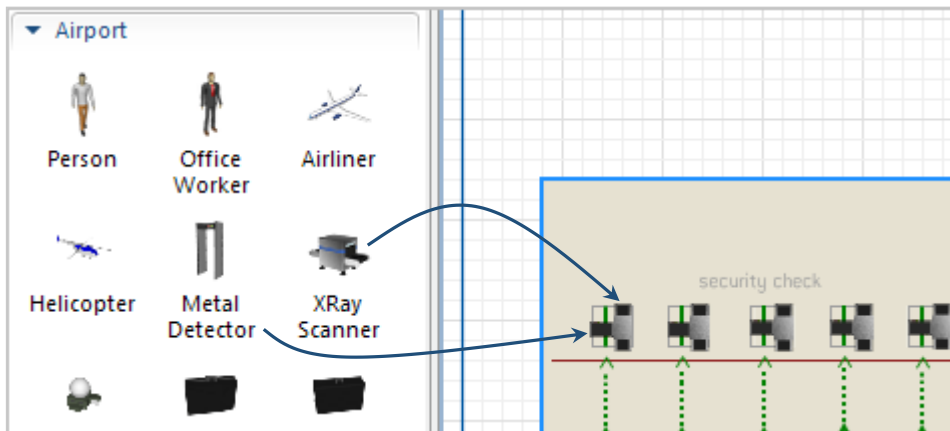 Airport
Person
Office
Worker
Airliner
Helicopter
Metal
Detector
XRay
Scanner
security check